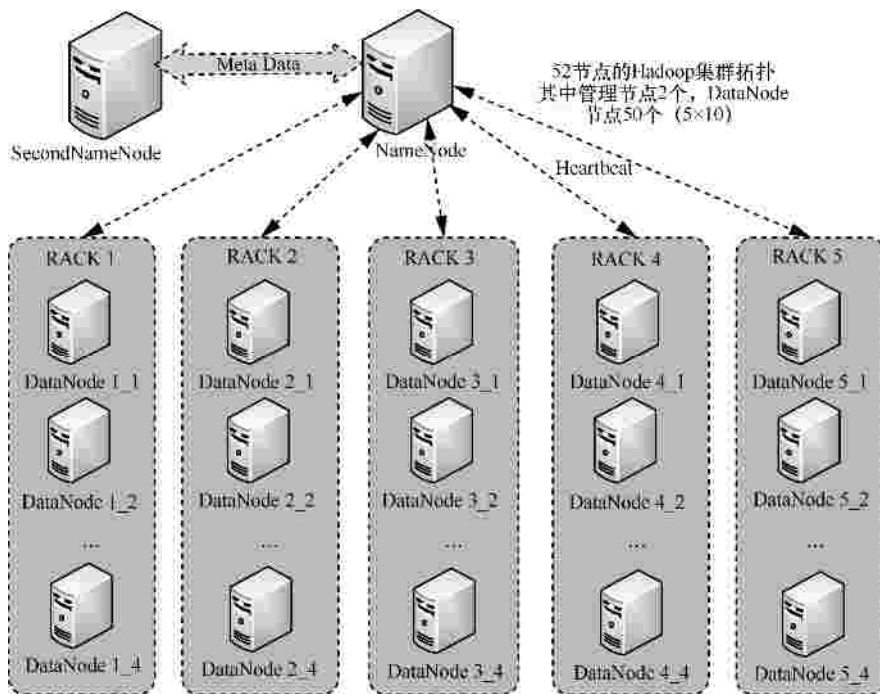 Meta Data
52节点的Hadoop集群拓扑
其中管理节点2个，DataNode
节点50个（5×10）
SecondNameNode
NameNode
Heartbeat
RACK 1
RACK 2
RACK 3
RACK 4
RACK 5
DataNode 1_1
DataNode 2_1
DataNode 3_1
DataNode 4_1
DataNode 5_1
DataNode 1_2
DataNode 2_2
DataNode 3_2
DataNode 4_2
DataNode 5_2
...
...
...
...
...
DataNode 1_4
DataNode 2_4
DataNode 3_4
DataNode 4_4
DataNode 5_4